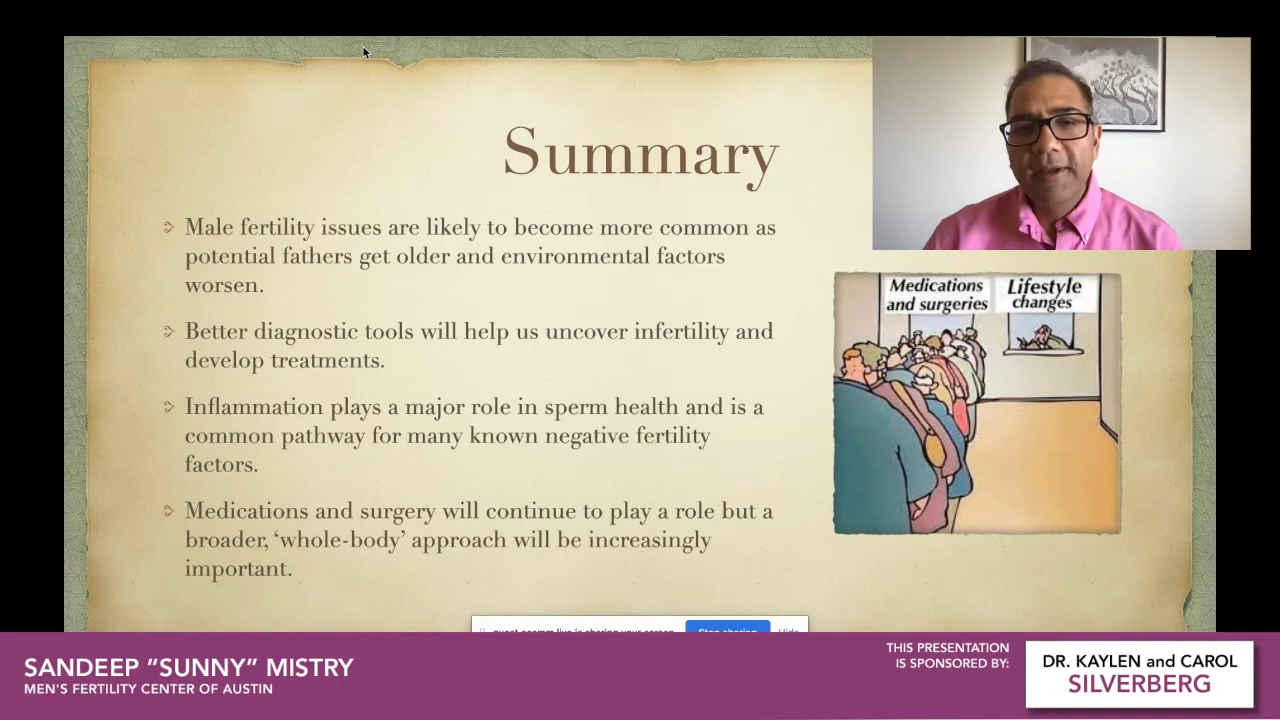 Summary
Male fertility issues are likely to become more common as
potential fathers get older and environmental factors
worsen.
Better diagnostic tools will help us uncover infertility and
develop treatments.
Inflammation plays a major role in sperm health and is a
common pathway for many known negative fertility
factors.
Medications and surgery will continue to play a role but a
broader, ‘whole-body’ approach will be increasingly
important.
Medications
and surgeries
Lifestyle
changes
Stop sharing
Hide
SANDEEP “SUNNY” MISTRY
MEN'S FERTILITY CENTER OF AUSTIN
THIS PRESENTATION
IS SPONSORED BY:
DR. KAYLEN and CAROL
SILVERBERG